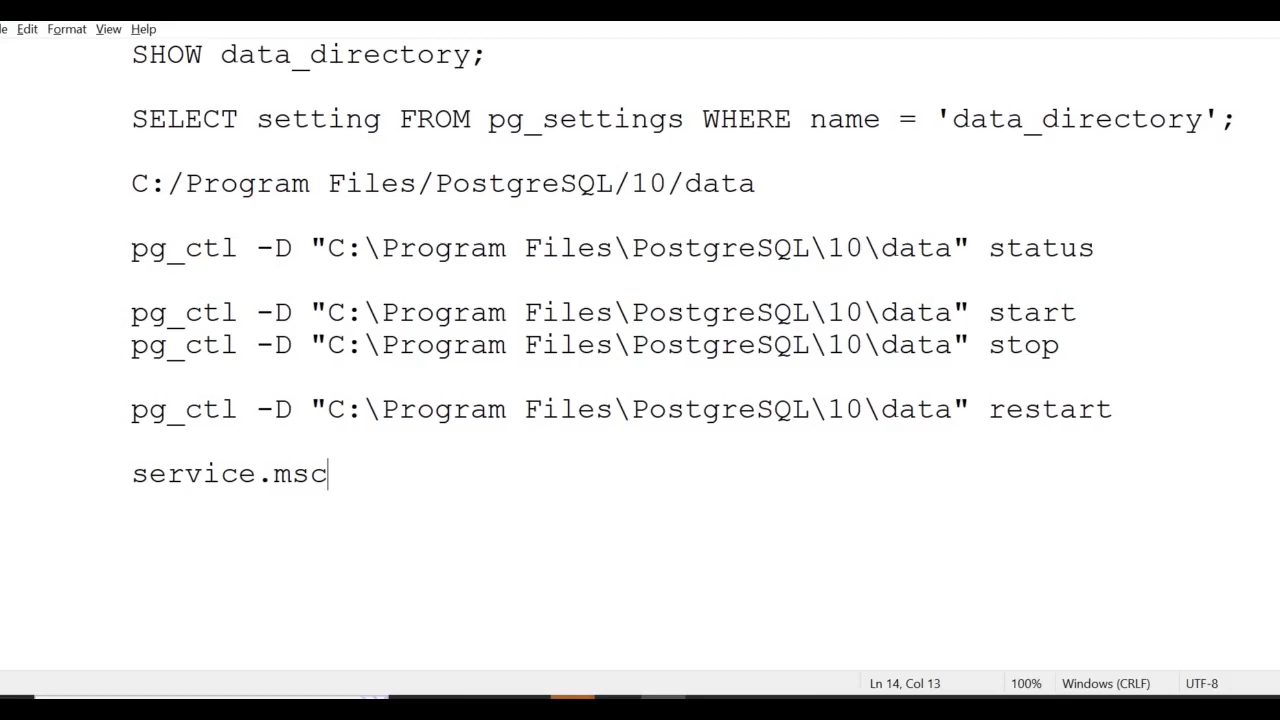 le Edit Format View Help
SHOW data_directory;
SELECT setting FROM pg_settings WHERE name = 'data_directory';
C:/Program Files/PostgreSQL/10/data
pg_ctl -D "C:\Program Files\PostgreSQL\10\data" status
pg_ctl -D "C:\Program Files\PostgreSQL\10\data" start
pg_ctl -D "C:\Program Files\PostgreSQL\10\data" stop
pg_ctl -D "C:\Program Files\PostgreSQL\10\data" restart
service.msc
Ln 14, Col 13 100% Windows (CRLF) UTF-8